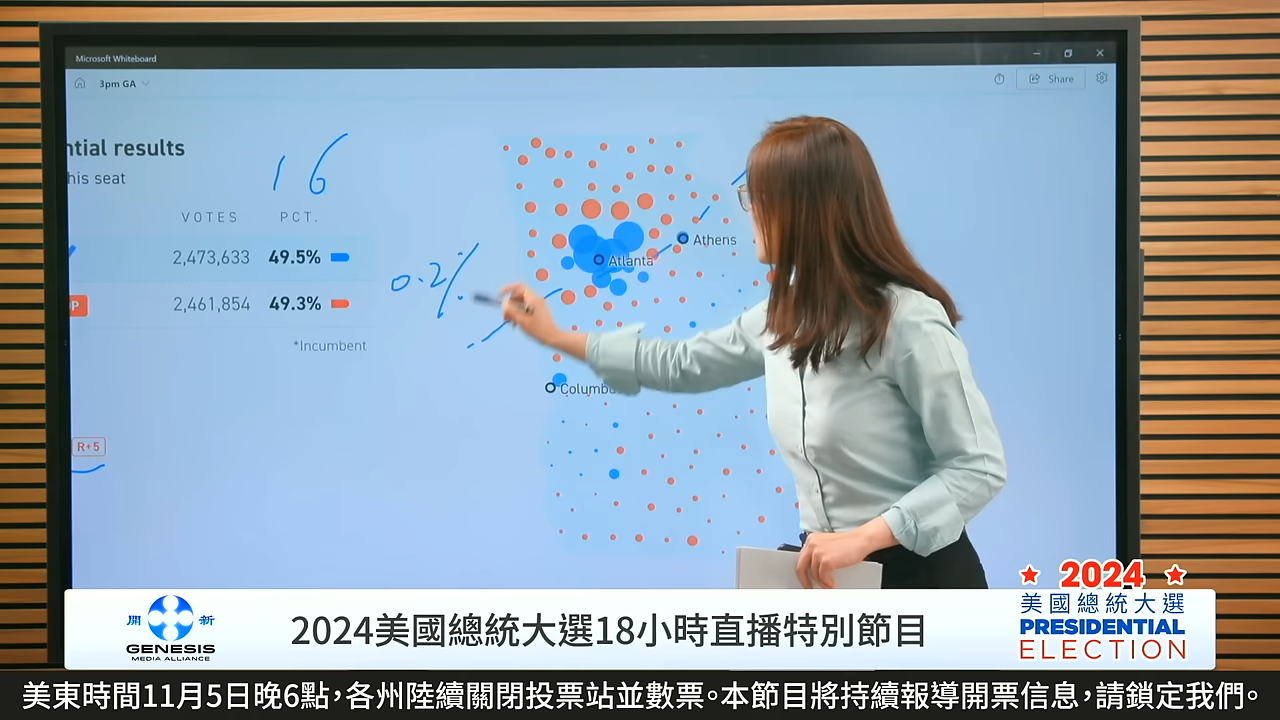 Microsoft Whiteboard
3pm GA
Share
ntial results
his seat
16
VOTES PCT.
2,473,633 49.5%
2,461,854 49.3%
*Incumbent
0.2%
R+5
Athens
Atlanta
Columbu
開新
GENESIS
MEDIA ALLIANCE
2024美國總統大選18小時直播特別節目
2024
美國總統大選
PRESIDENTIAL
ELECTION
美東時間11月5日晚6點,各州陸續關閉投票站並數票。本節目將持續報導開票信息,請鎖定我們。